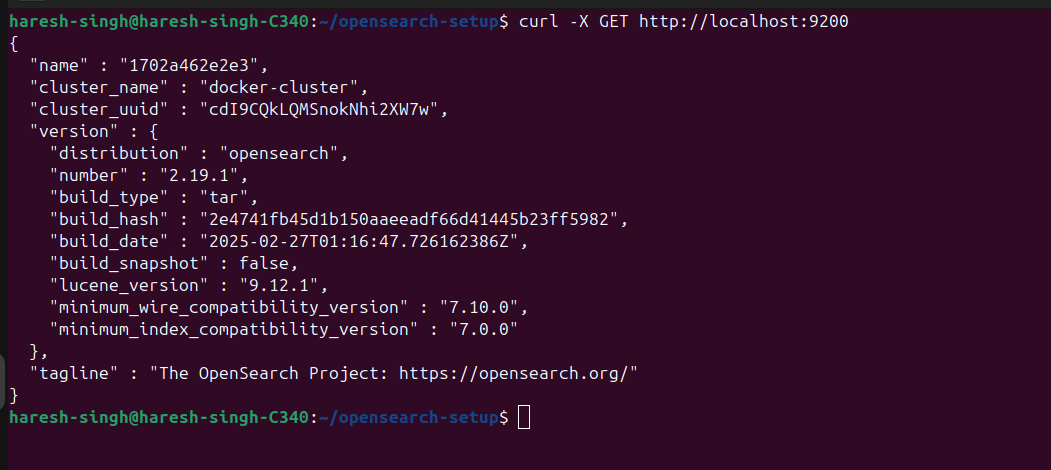 haresh-singh@haresh-singh-C340:~/opensearch-setup$ curl -X GET http://localhost:9200
{
  "name" : "1702a462e2e3",
  "cluster_name" : "docker-cluster",
  "cluster_uuid" : "cdI9CQkLQMSnokNhi2XW7w",
  "version" : {
    "distribution" : "opensearch",
    "number" : "2.19.1",
    "build_type" : "tar",
    "build_hash" : "2e4741fb45d1b150aaeeadf66d41445b23ff5982",
    "build_date" : "2025-02-27T01:16:47.726162386Z",
    "build_snapshot" : false,
    "lucene_version" : "9.12.1",
    "minimum_wire_compatibility_version" : "7.10.0",
    "minimum_index_compatibility_version" : "7.0.0"
  },
  "tagline" : "The OpenSearch Project: https://opensearch.org/"
}
haresh-singh@haresh-singh-C340:~/opensearch-setup$